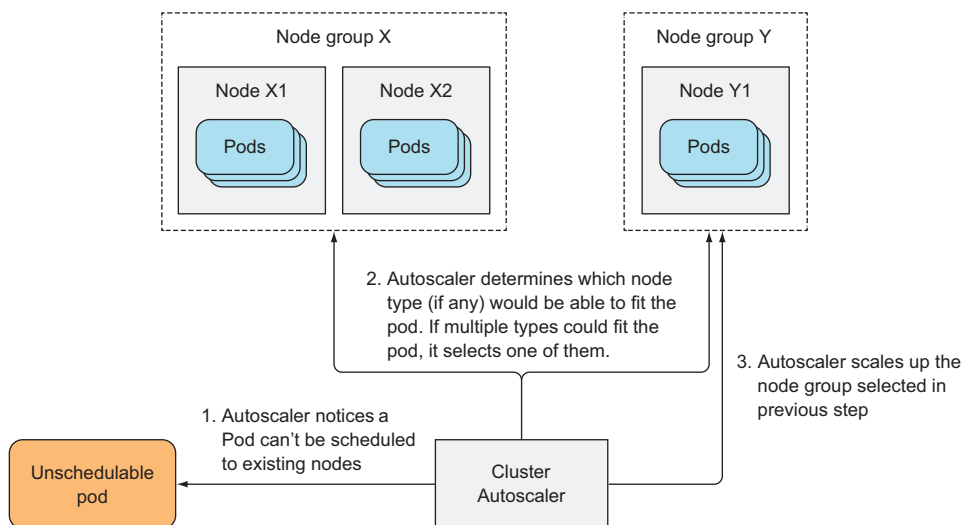 Node group X
Node group Y
Node X1
Node X2
Node Y1
Pods
Pods
Pods
2. Autoscaler determines which node
type (if any) would be able to fit the
pod. If multiple types could fit the
pod, it selects one of them.
3. Autoscaler scales up the
node group selected in
previous step
1. Autoscaler notices a
Pod can't be scheduled
to existing nodes
Unschedulable
pod
Cluster
Autoscaler